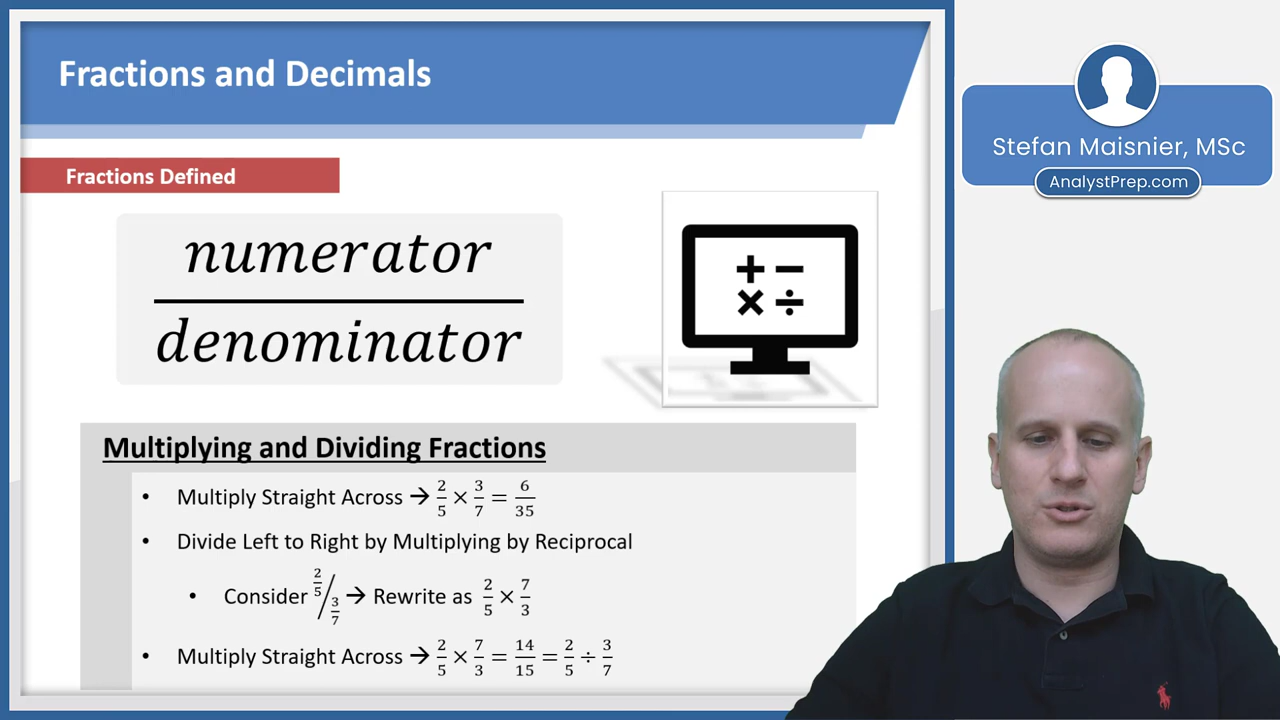 Fractions and Decimals
Stefan Maisnier, MSc
AnalystPrep.com
Fractions Defined
numerator
denominator
+ −
× ÷
Multiplying and Dividing Fractions
• Multiply Straight Across → 2/5 × 3/7 = 6/35
• Divide Left to Right by Multiplying by Reciprocal
• Consider 2/5 / 3/7 → Rewrite as 2/5 × 7/3
• Multiply Straight Across → 2/5 × 7/3 = 14/15 = 2/5 ÷ 3/7